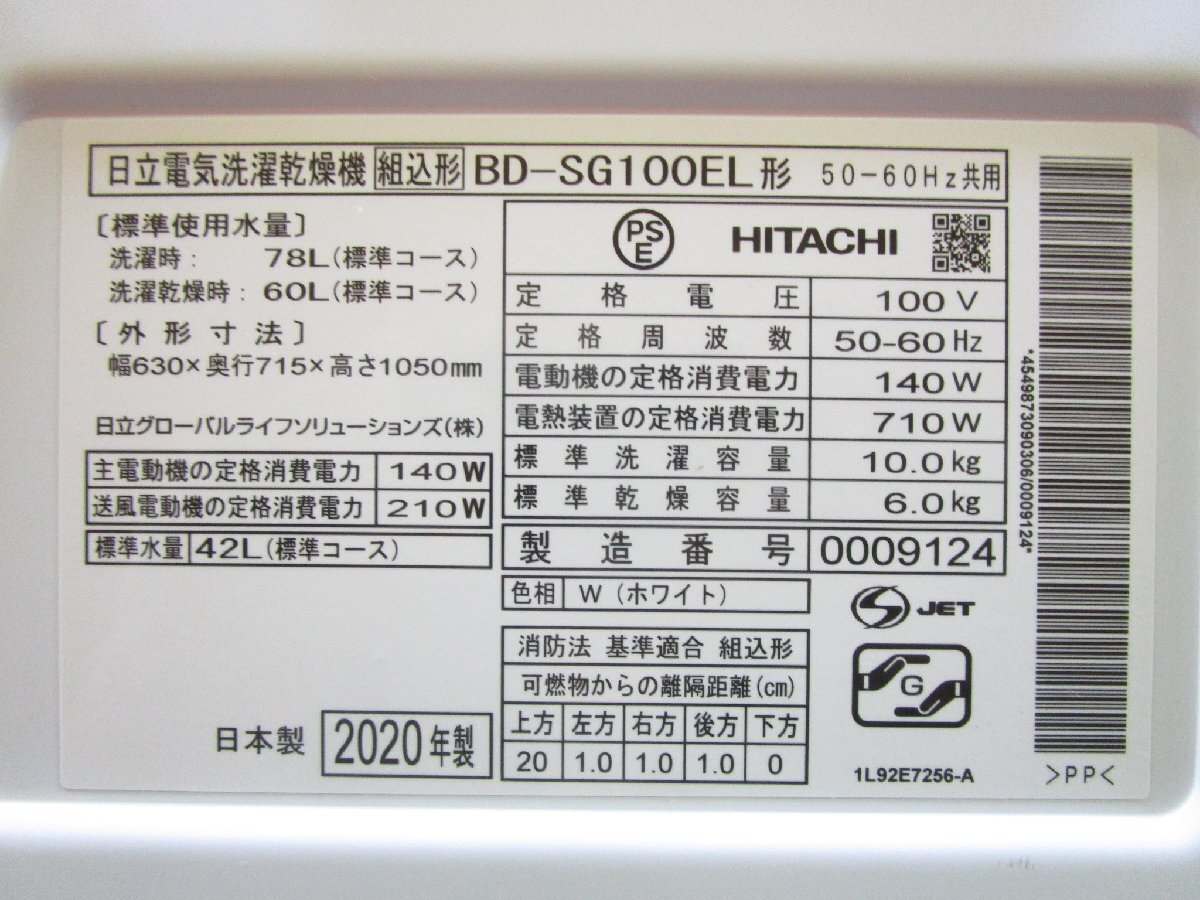 日立電気洗濯乾燥機 組込形 BD-SG100EL形 50-60Hz共用
〔標準使用水量〕
洗濯時: 78L(標準コース)
洗濯乾燥時: 60L(標準コース)
〔外形寸法〕
幅630×奥行715×高さ1050mm
日立グローバルライフソリューションズ(株)
主電動機の定格消費電力 140W
送風電動機の定格消費電力 210W
標準水量 42L(標準コース)
日本製 2020年製
PSE HITACHI
定格電圧 100V
定格周波数 50-60Hz
電動機の定格消費電力 140W
電熱装置の定格消費電力 710W
標準洗濯容量 10.0kg
標準乾燥容量 6.0kg
製造番号 0009124
色相 W(ホワイト)
消防法 基準適合 組込形
可燃物からの離隔距離(cm)
上方 左方 右方 後方 下方
20 1.0 1.0 1.0 0
S JET
G
1L92E7256-A
*4549873090306/0009124*
>PP<